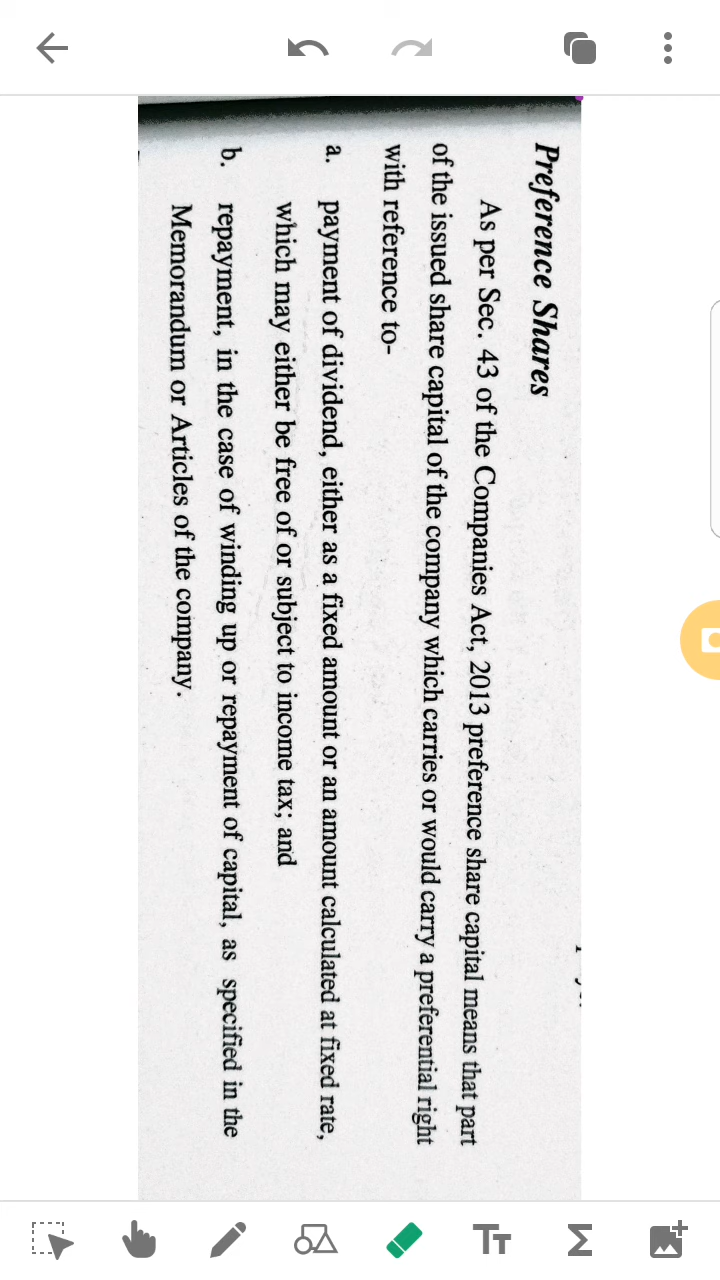 Preference Shares
As per Sec. 43 of the Companies Act, 2013 preference share capital means that part
of the issued share capital of the company which carries or would carry a preferential right
with reference to-
a. payment of dividend, either as a fixed amount or an amount calculated at fixed rate,
which may either be free of or subject to income tax; and
b. repayment, in the case of winding up or repayment of capital, as specified in the
Memorandum or Articles of the company.